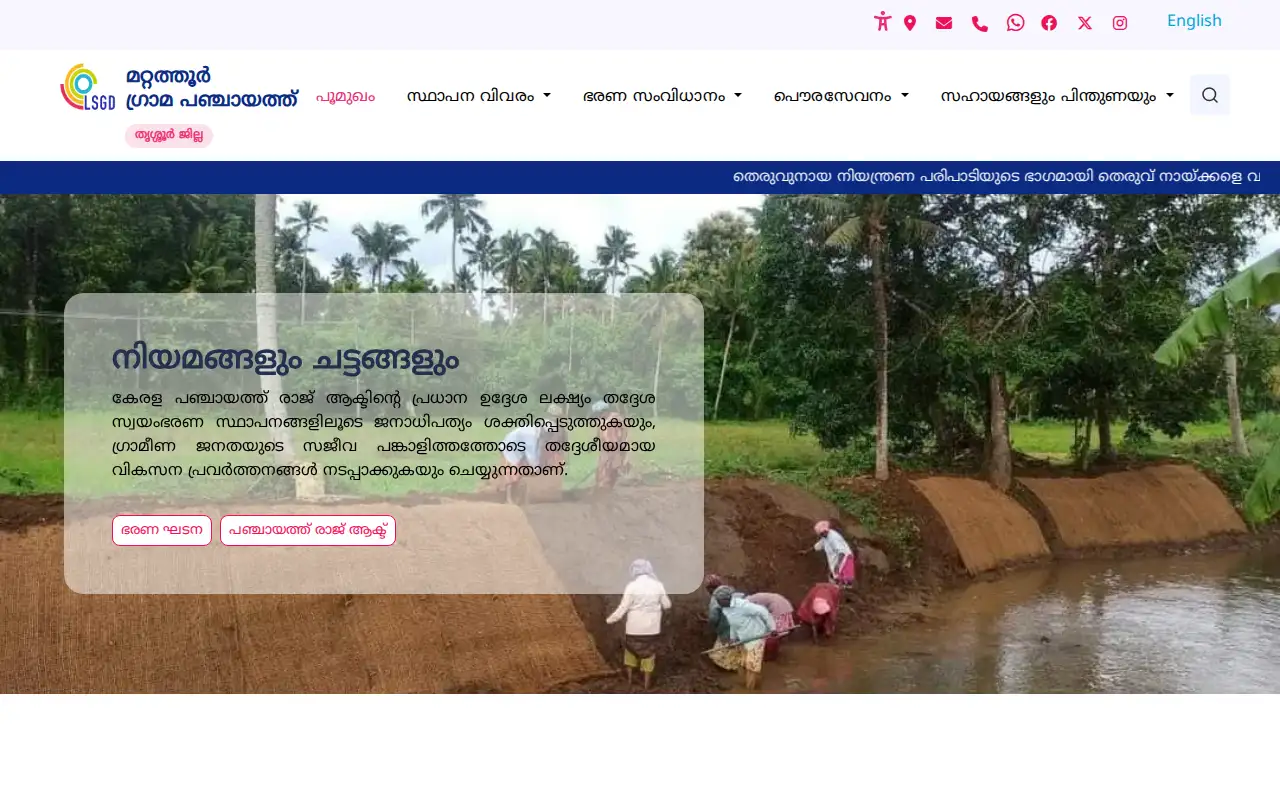 English
LSGD
മറ്റത്തൂർ
ഗ്രാമ പഞ്ചായത്ത്
തൃശ്ശൂർ ജില്ല
പൂമുഖം
സ്ഥാപന വിവരം
ഭരണ സംവിധാനം
പൌരസേവനം
സഹായങ്ങളും പിന്തുണയും
തെരുവുനായ നിയന്ത്രണ പരിപാടിയുടെ ഭാഗമായി തെരുവ് നായ്ക്കളെ
നിയമങ്ങളും ചട്ടങ്ങളും
കേരള പഞ്ചായത്ത് രാജ് ആക്ടിന്റെ പ്രധാന ഉദ്ദേശ ലക്ഷ്യം തദ്ദേശ
സ്വയംഭരണ സ്ഥാപനങ്ങളിലൂടെ ജനാധിപത്യം ശക്തിപ്പെടുത്തുകയും,
ഗ്രാമീണ ജനതയുടെ സജീവ പങ്കാളിത്തത്തോടെ തദ്ദേശീയമായ
വികസന പ്രവർത്തനങ്ങൾ നടപ്പാക്കുകയും ചെയ്യുന്നതാണ്.
ഭരണ ഘടന
പഞ്ചായത്ത് രാജ് ആക്ട്